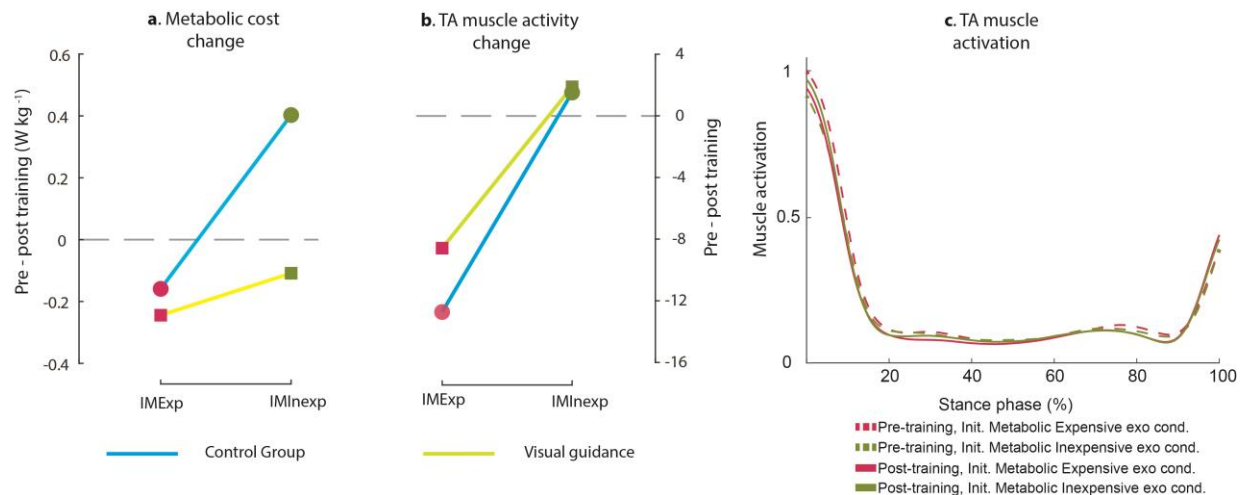 a. Metabolic cost
change
b. TA muscle activity
change
c. TA muscle
activation
Pre - post training (W kg⁻¹)
0.6
0.4
0.2
0
-0.2
-0.4
IMExp
IMInexp
4
0
-4
-8
-12
-16
Pre - post training
IMExp
IMInexp
Control Group
Visual guidance
Muscle activation
1
0.5
0
20
40
60
80
100
Stance phase (%)
Pre-training, Init. Metabolic Expensive exo cond.
Pre-training, Init. Metabolic Inexpensive exo cond.
Post-training, Init. Metabolic Expensive exo cond.
Post-training, Init. Metabolic Inexpensive exo cond.